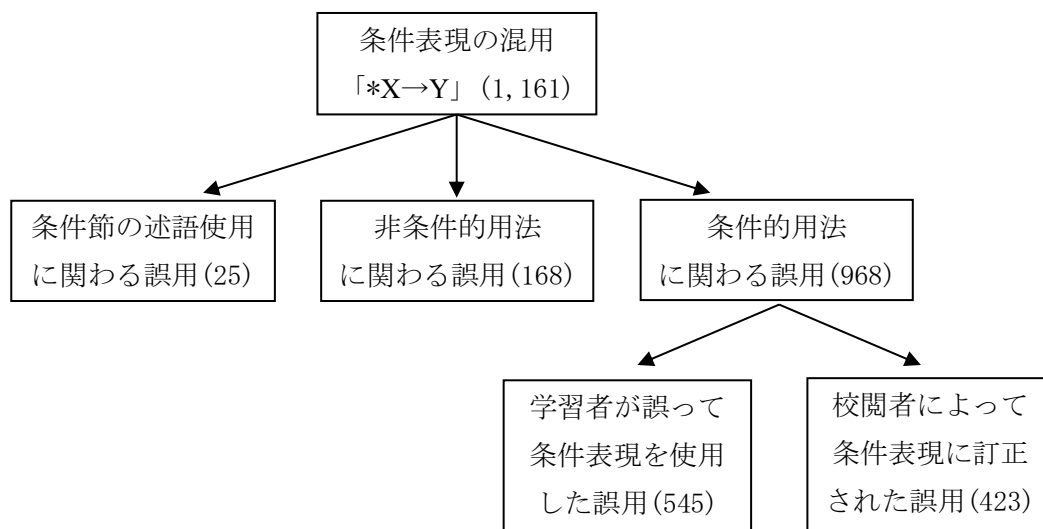 条件表現の混用
「*X→Y」(1,161)
条件節の述語使用
に関わる誤用(25)
非条件的用法
に関わる誤用(168)
条件的用法
に関わる誤用(968)
学習者が誤って
条件表現を使用
した誤用(545)
校閲者によって
条件表現に訂正
された誤用(423)